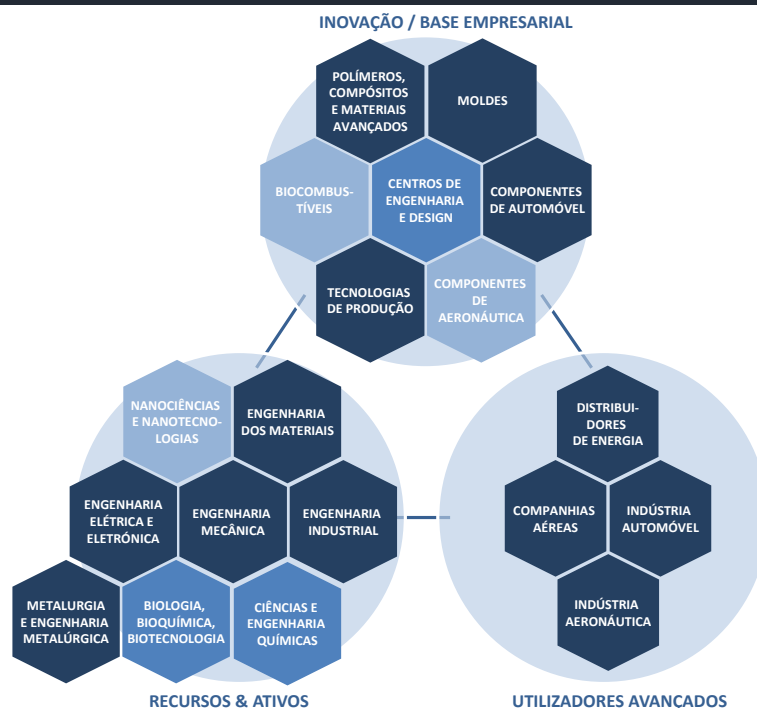 INOVAÇÃO / BASE EMPRESARIAL
POLÍMEROS,
COMPÓSITOS
E MATERIAIS
AVANÇADOS
MOLDES
BIOCOMBUS-
TÍVEIS
CENTROS DE
ENGENHARIA
E DESIGN
COMPONENTES
DE AUTOMÓVEL
TECNOLOGIAS
DE PRODUÇÃO
COMPONENTES
DE
AERONÁUTICA
NANOCIÊNCIAS
E NANOTECNO-
LOGIAS
ENGENHARIA
DOS MATERIAIS
ENGENHARIA
ELÉTRICA E
ELETRÓNICA
ENGENHARIA
MECÂNICA
ENGENHARIA
INDUSTRIAL
METALURGIA
E ENGENHARIA
METALÚRGICA
BIOLOGIA,
BIOQUÍMICA,
BIOTECNOLOGIA
CIÊNCIAS E
ENGENHARIA
QUÍMICAS
RECURSOS & ATIVOS
DISTRIBUI-
DORES
DE ENERGIA
COMPANHIAS
AÉREAS
INDÚSTRIA
AUTOMÓVEL
INDÚSTRIA
AERONÁUTICA
UTILIZADORES AVANÇADOS